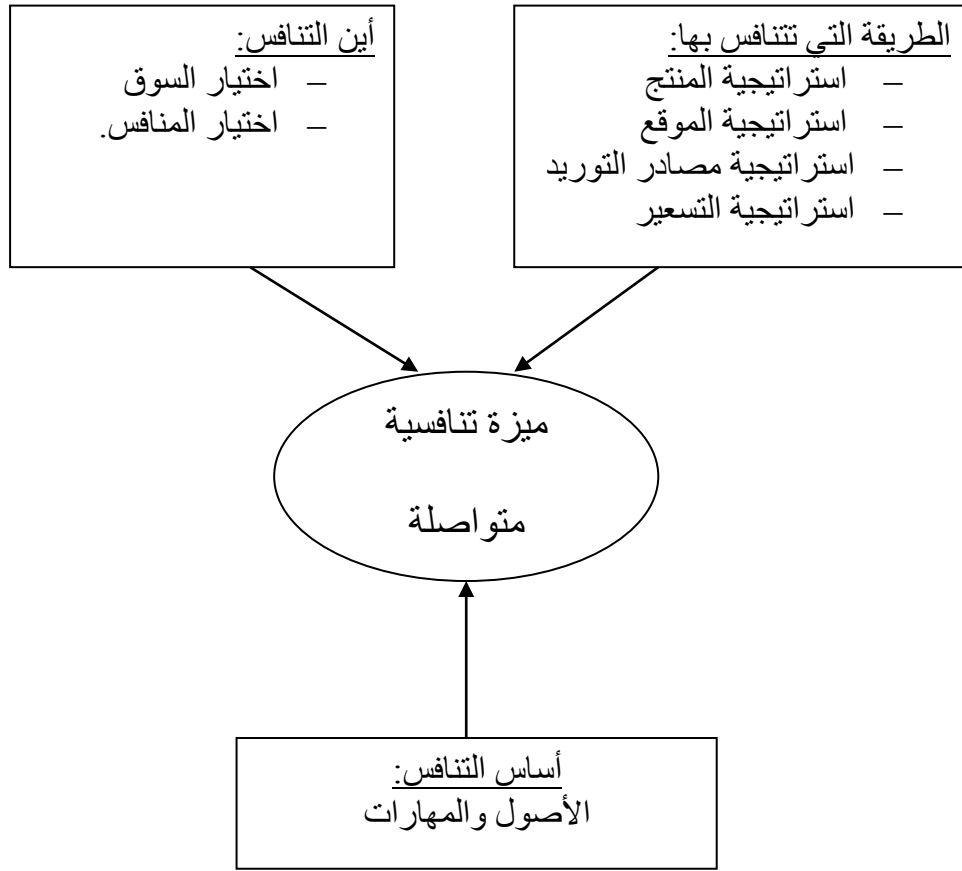 الطريقة التي تتنافس بها:
– استراتيجية المنتج
– استراتيجية الموقع
– استراتيجية مصادر التوريد
– استراتيجية التسعير
أين التنافس:
– اختيار السوق
– اختيار المنافس.
ميزة تنافسية
متواصلة
أساس التنافس:
الأصول والمهارات